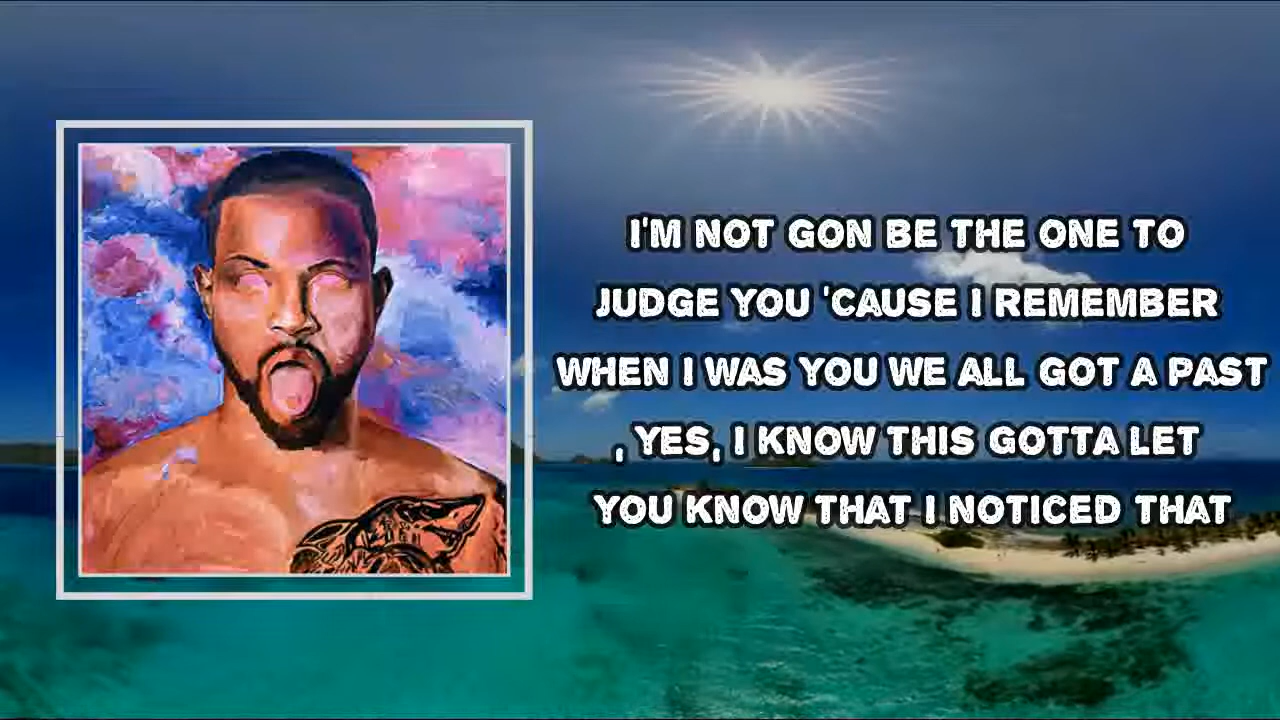 I'M NOT GON BE THE ONE TO
JUDGE YOU 'CAUSE I REMEMBER
WHEN I WAS YOU WE ALL GOT A PAST
, YES, I KNOW THIS GOTTA LET
YOU KNOW THAT I NOTICED THAT